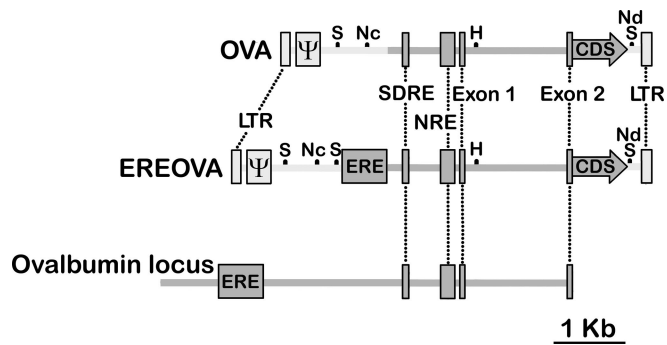 Nd
S Nc H S
OVA Ψ CDS
SDRE Exon 1 Exon 2 LTR
LTR NRE
Nd
S Nc S H S
EREOVA Ψ ERE CDS
Ovalbumin locus
ERE
1 Kb